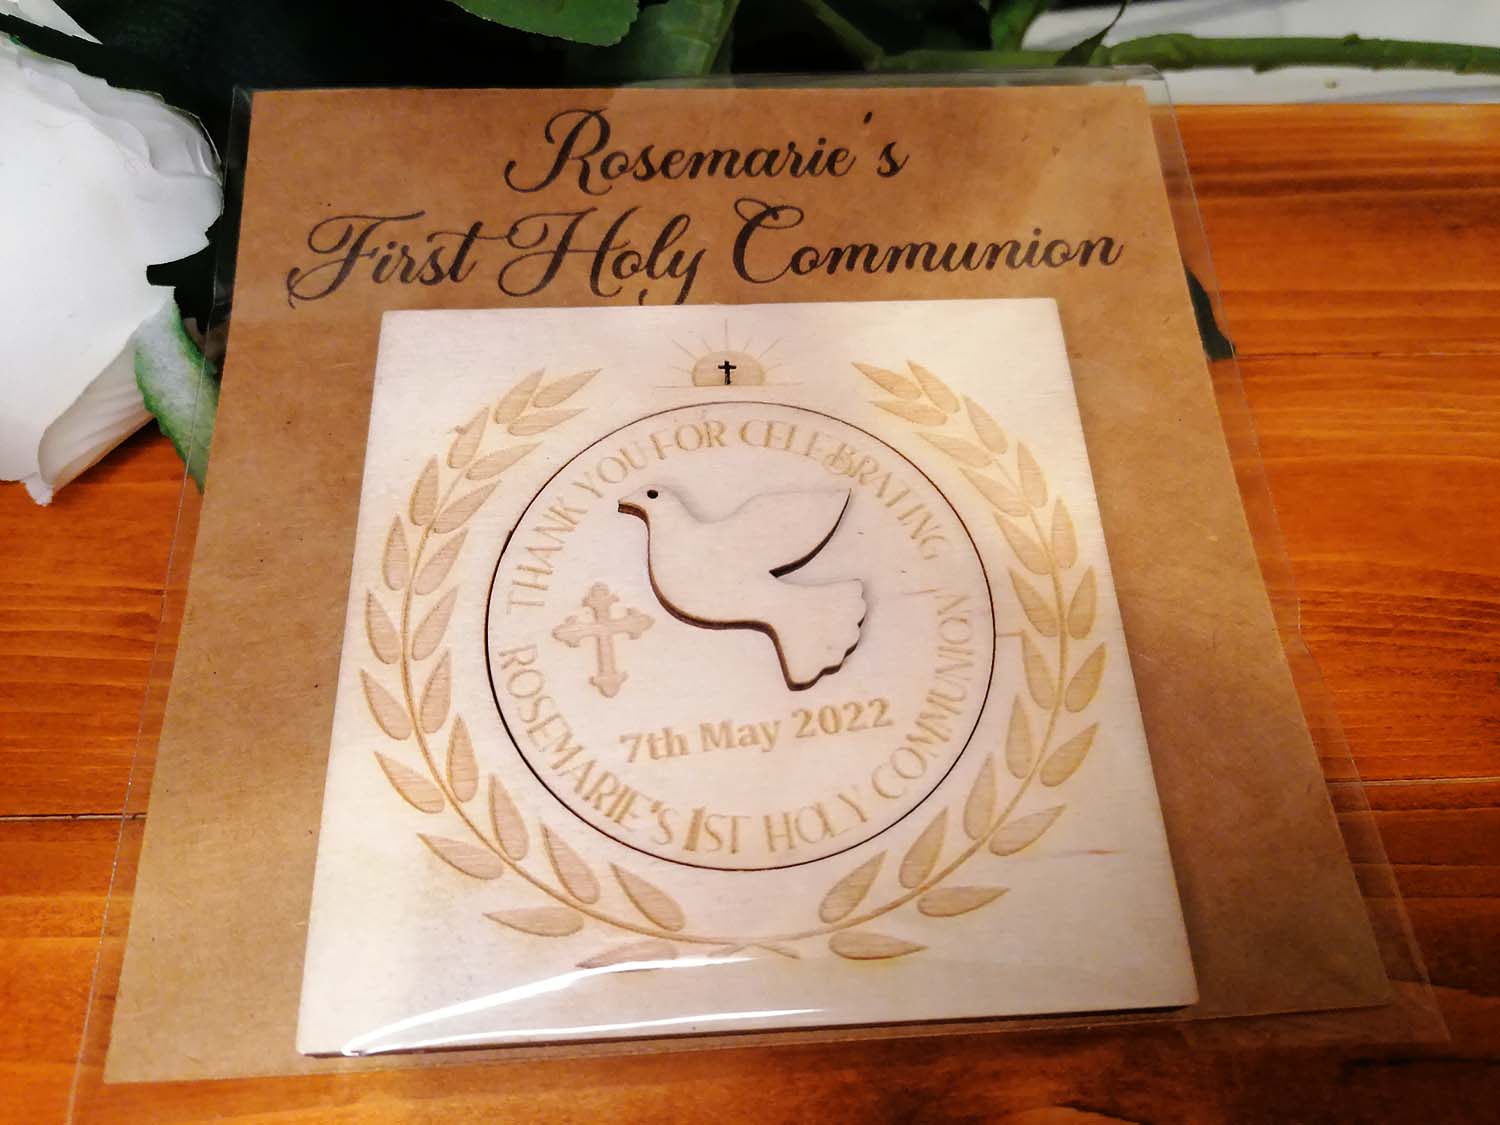 Rosemarie's
First Holy Communion
THANK YOU FOR CELEBRATING
ROSEMARIE'S 1ST HOLY COMMUNION
7th May 2022